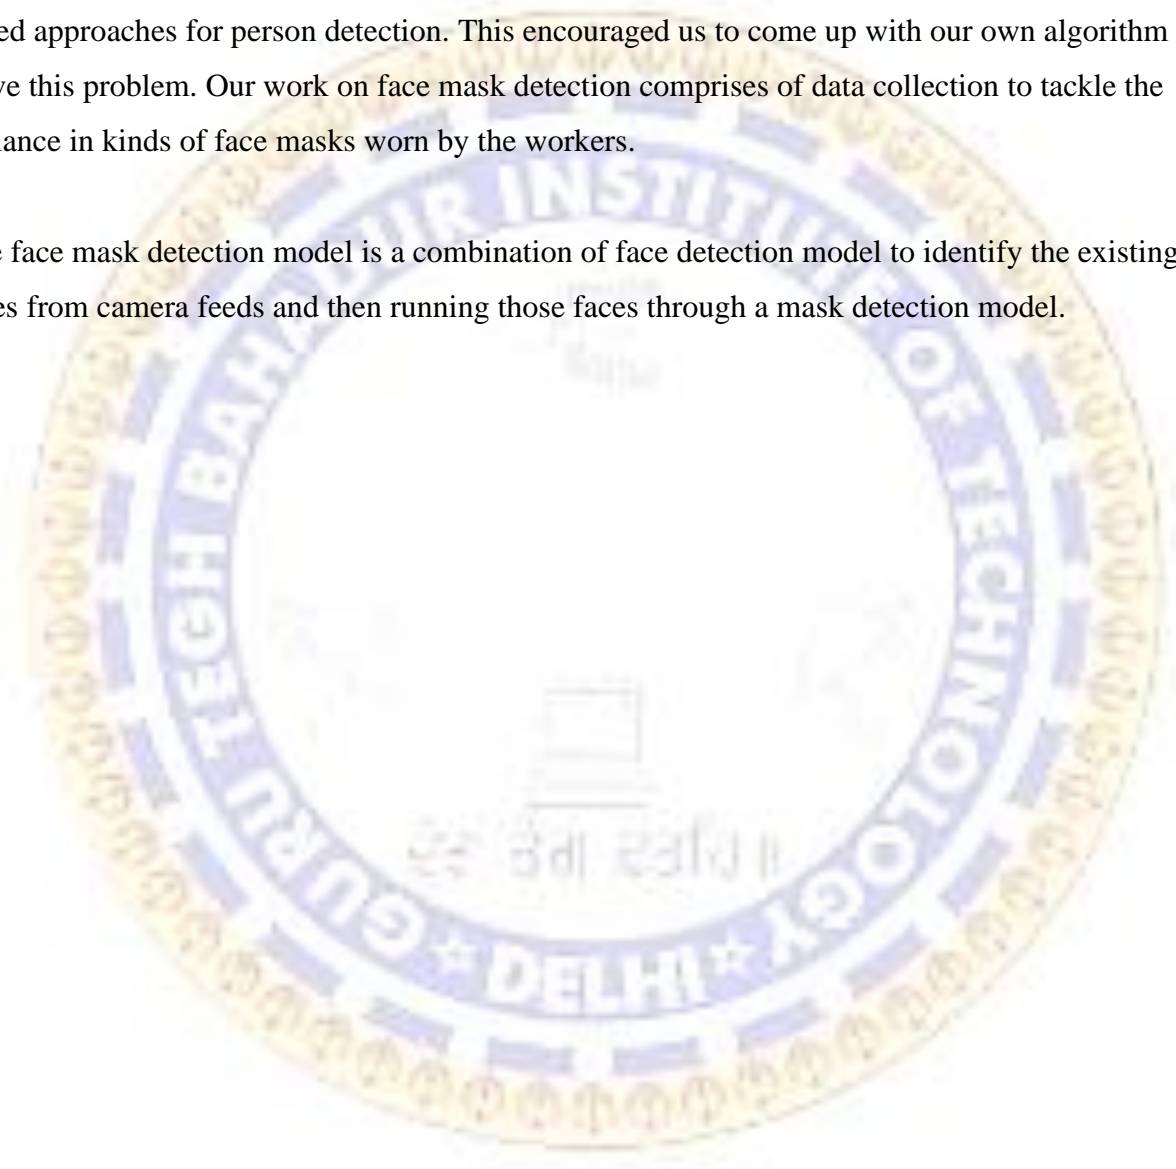 ed approaches for person detection. This encouraged us to come up with our own algorithm
ve this problem. Our work on face mask detection comprises of data collection to tackle the
iance in kinds of face masks worn by the workers.
e face mask detection model is a combination of face detection model to identify the existing
es from camera feeds and then running those faces through a mask detection model.
GURU TEGH BAHADUR INSTITUTE OF TECHNOLOGY
☆ DELHI ☆